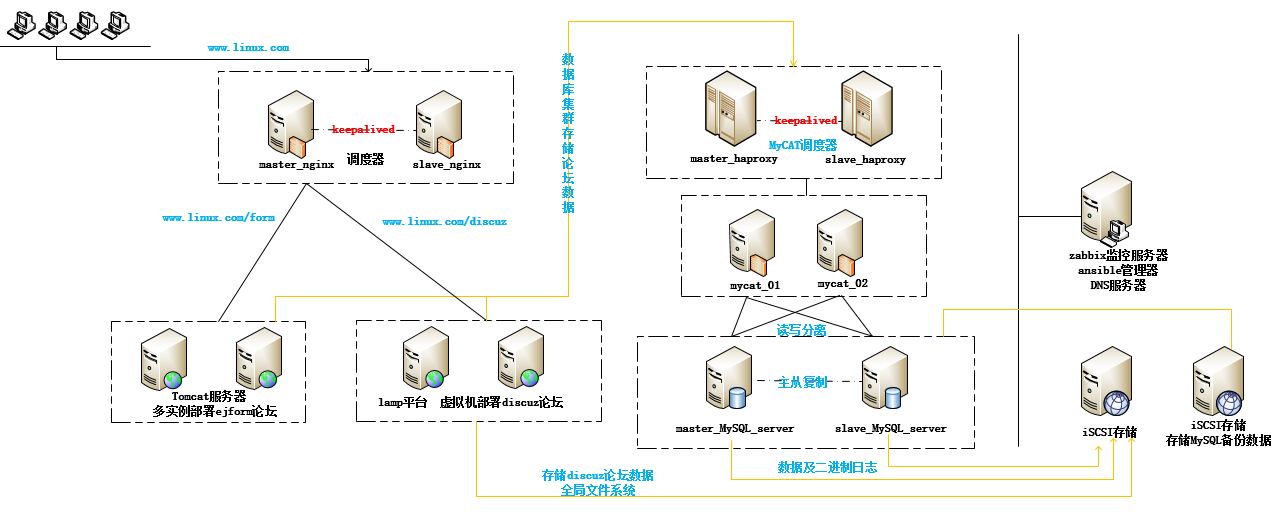 www.linux.com
keepalived
master_nginx
调度器
slave_nginx
www.linux.com/form
www.linux.com/discuz
数据库集群存储论坛数据
keepalived
MyCAT调度器
master_haproxy
slave_haproxy
mycat_01
mycat_02
读写分离
主从复制
master_MySQL_server
slave_MySQL_server
Tomcat服务器
多实例部署ejform论坛
lamp平台 虚拟机部署discuz论坛
存储discuz论坛数据
全局文件系统
数据及二进制日志
zabbix监控服务器
ansible管理器
DNS服务器
iSCSI存储
iSCSI存储
存储MySQL备份数据